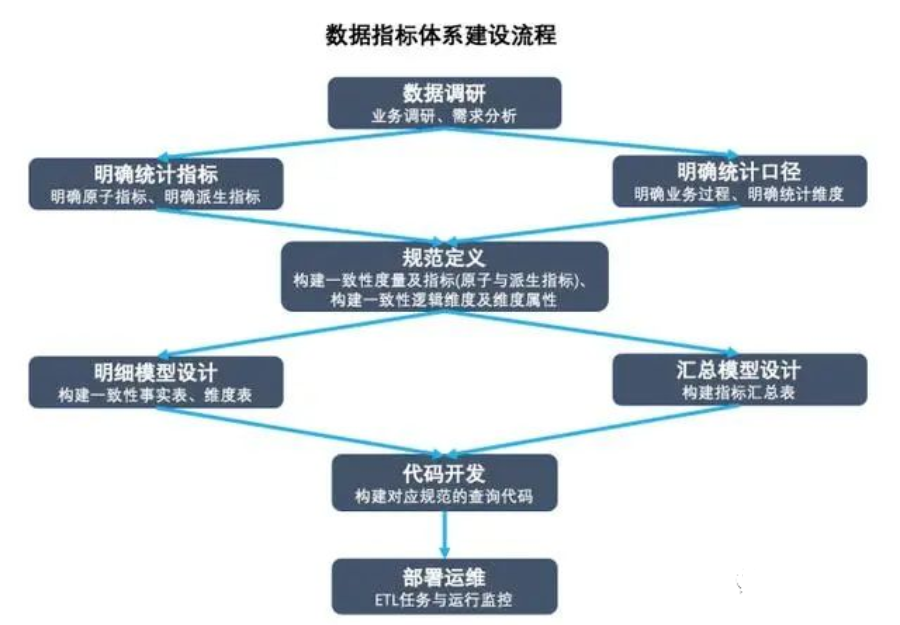 数据指标体系建设流程
数据调研
业务调研、需求分析
明确统计指标
明确原子指标、明确派生指标
明确统计口径
明确业务过程、明确统计维度
规范定义
构建一致性度量及指标(原子与派生指标)、
构建一致性逻辑维度及维度属性
明细模型设计
构建一致性事实表、维度表
汇总模型设计
构建指标汇总表
代码开发
构建对应规范的查询代码
部署运维
ETL任务与运行监控